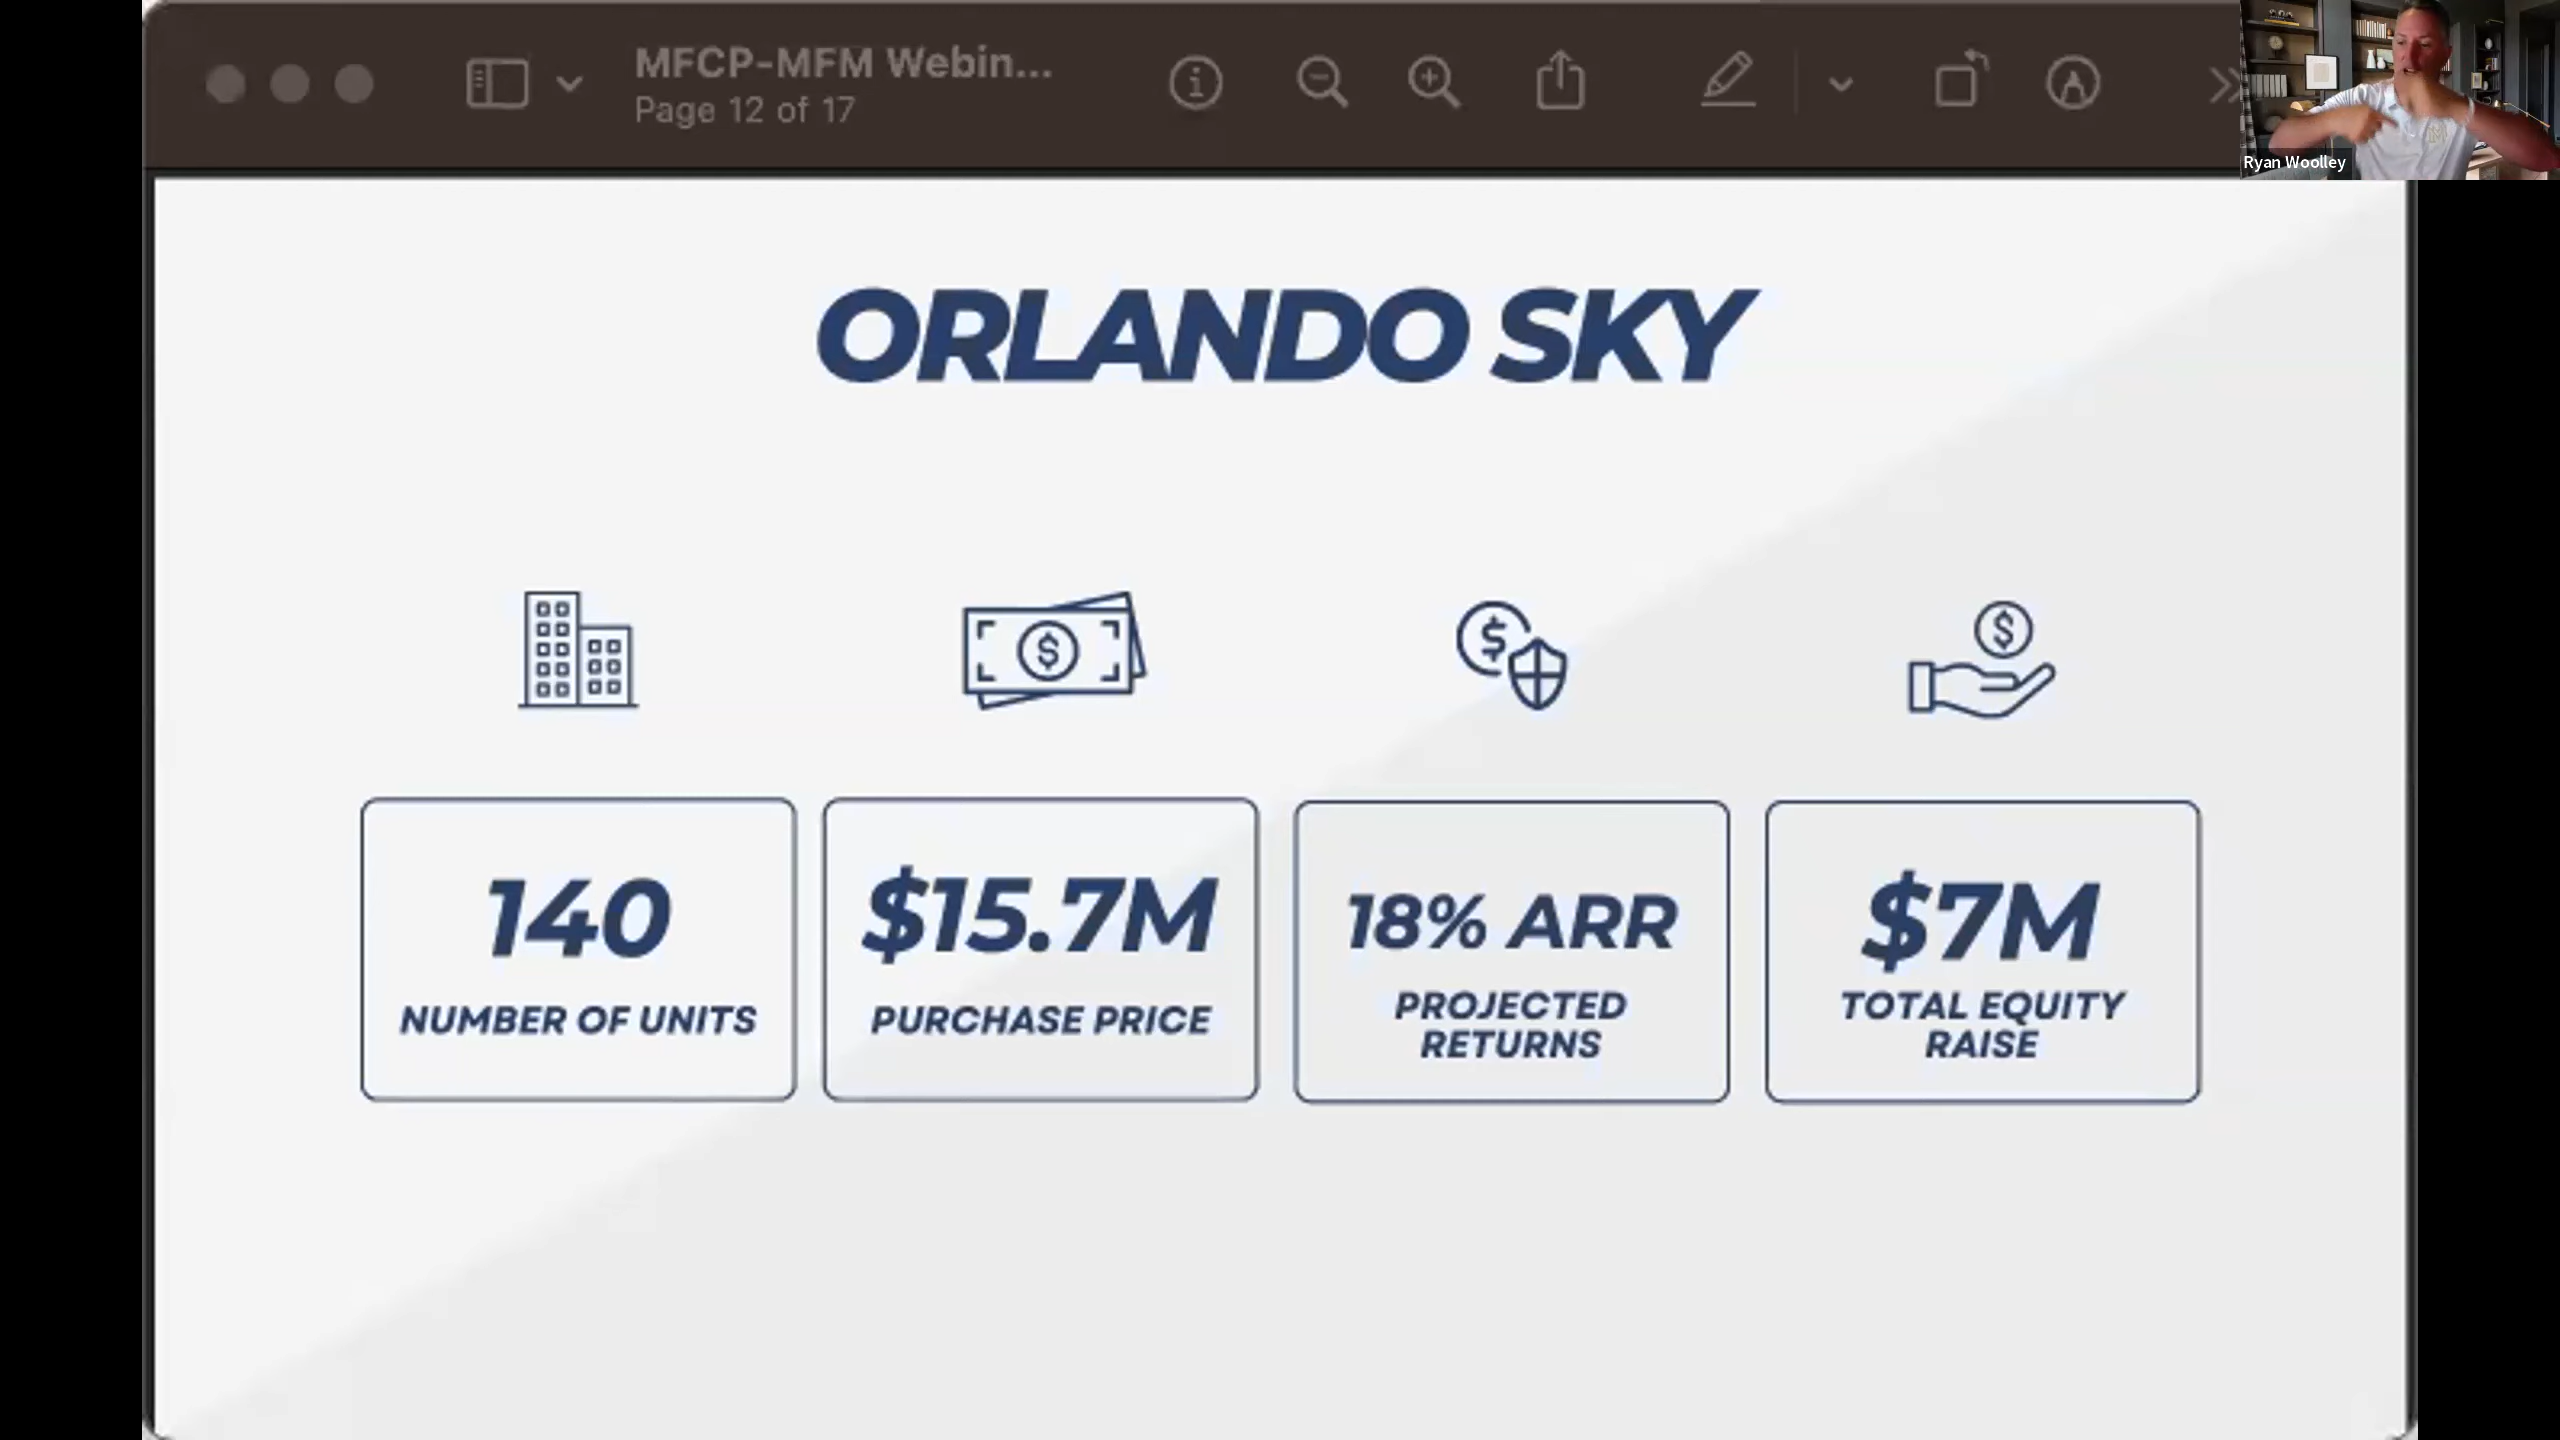 MFCP-MFM Webin...
Page 12 of 17
Ryan Woolley
ORLANDO SKY
140
NUMBER OF UNITS
$15.7M
PURCHASE PRICE
18% ARR
PROJECTED
RETURNS
$7M
TOTAL EQUITY
RAISE